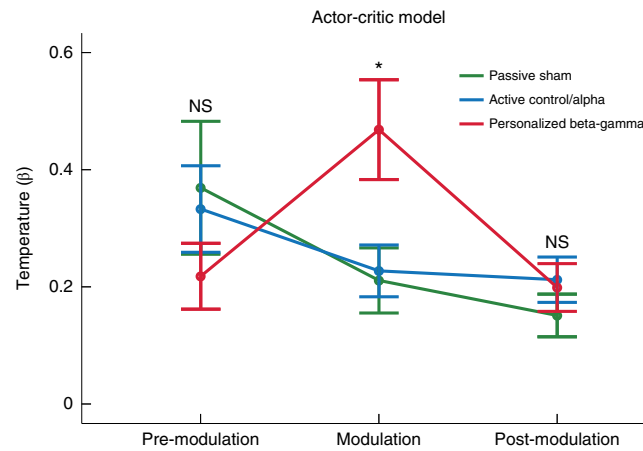 Actor-critic model
Temperature (β)
0.6
0.4
0.2
0
NS
*
NS
Passive sham
Active control/alpha
Personalized beta-gamma
Pre-modulation
Modulation
Post-modulation